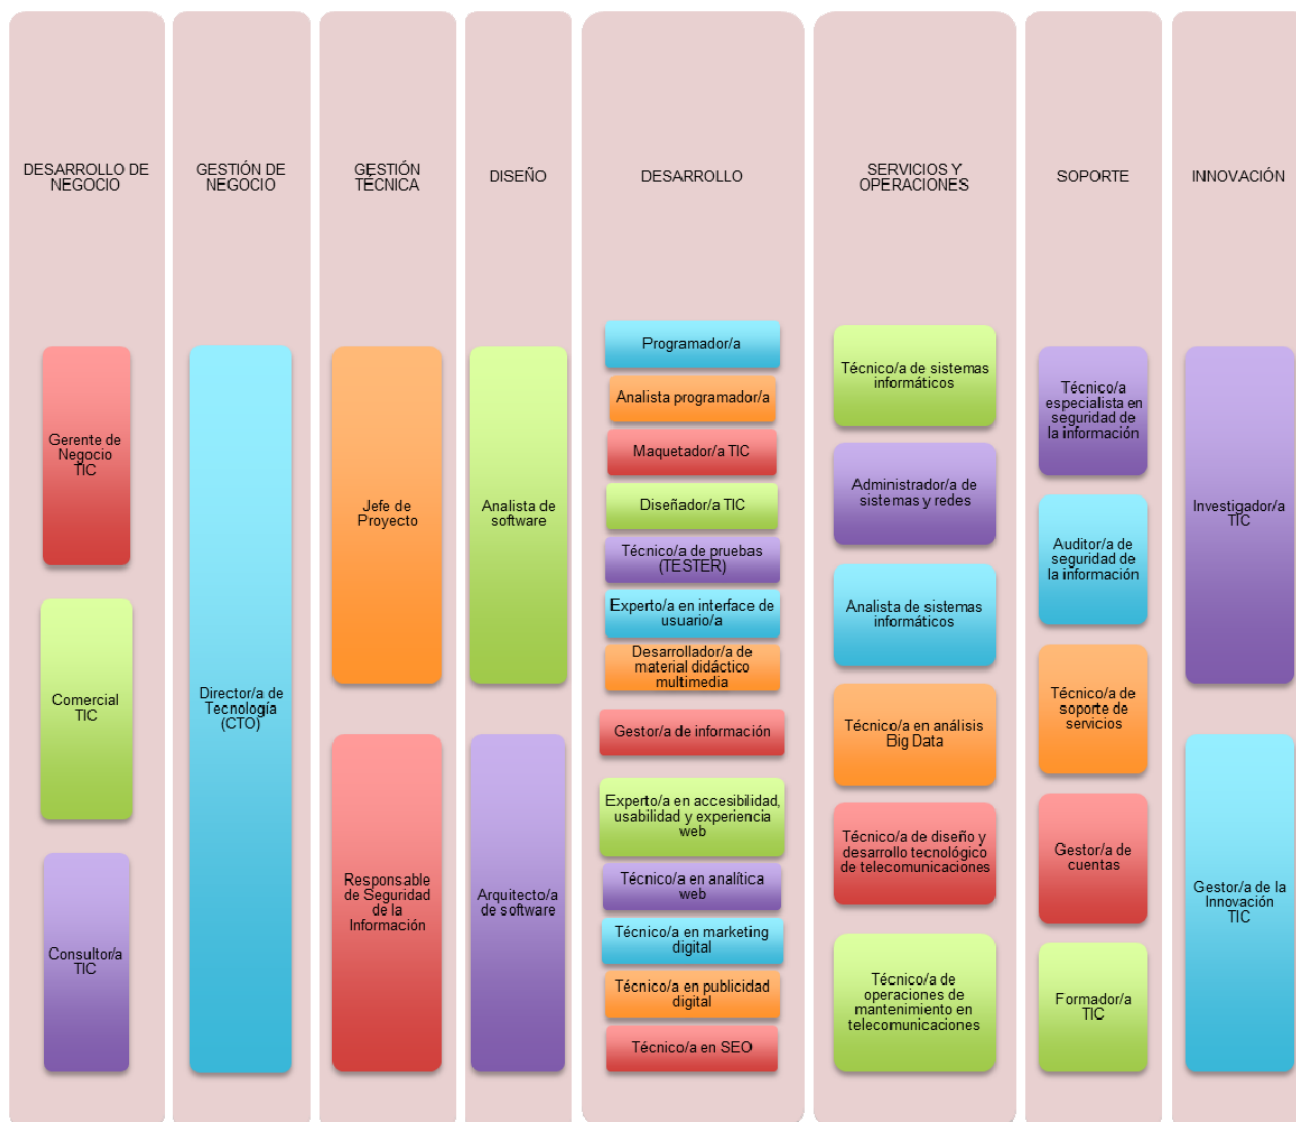 DESARROLLO DE
NEGOCIO
GESTIÓN DE
NEGOCIO
GESTIÓN
TÉCNICA
DISEÑO
DESARROLLO
SERVICIOS Y
OPERACIONES
SOPORTE
INNOVACIÓN
Gerente de
Negocio
TIC
Comercial
TIC
Consultor/a
TIC
Director/a de
Tecnología
(CTO)
Jefe de
Proyecto
Responsable
de Seguridad
de la
Información
Analista de
software
Arquitecto/a
de software
Programador/a
Analista programador/a
Maquetador/a TIC
Diseñador/a TIC
Técnico/a de pruebas
(TESTER)
Experto/a en interface de
usuario/a
Desarrollador/a de
material didáctico
multimedia
Gestor/a de información
Experto/a en accesibilidad,
usabilidad y experiencia
web
Técnico/a en analítica
web
Técnico/a en marketing
digital
Técnico/a en publicidad
digital
Técnico/a en SEO
Técnico/a de sistemas
informáticos
Administrador/a de
sistemas y redes
Analista de sistemas
informáticos
Técnico/a en análisis
Big Data
Técnico/a de diseño y
desarrollo tecnológico
de telecomunicaciones
Técnico/a de
operaciones de
mantenimiento en
telecomunicaciones
Técnico/a
especialista en
seguridad de
la información
Auditor/a de
seguridad de
la información
Técnico/a de
soporte de
servicios
Gestor/a de
cuentas
Formador/a
TIC
Investigador/a
TIC
Gestor/a de la
Innovación
TIC